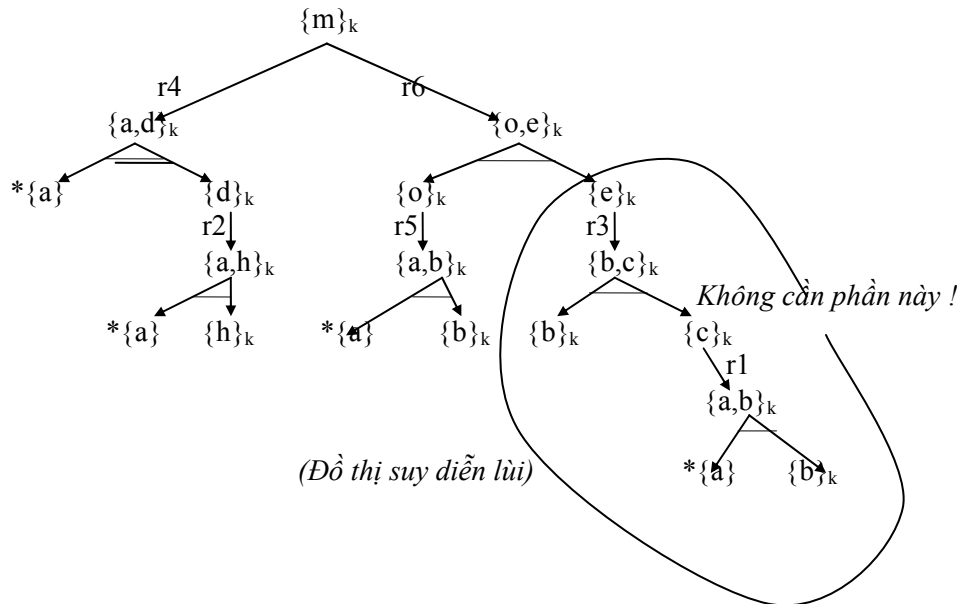 {m}k
r4 r6
{a,d}k {o,e}k
*{a} {d}k {o}k {e}k
r2 r5 r3
{a,h}k {a,b}k {b,c}k
Không cần phần này !
*{a} {h}k *{a} {b}k {b}k {c}k
r1
{a,b}k
(Đồ thị suy diễn lùi) *{a} {b}k